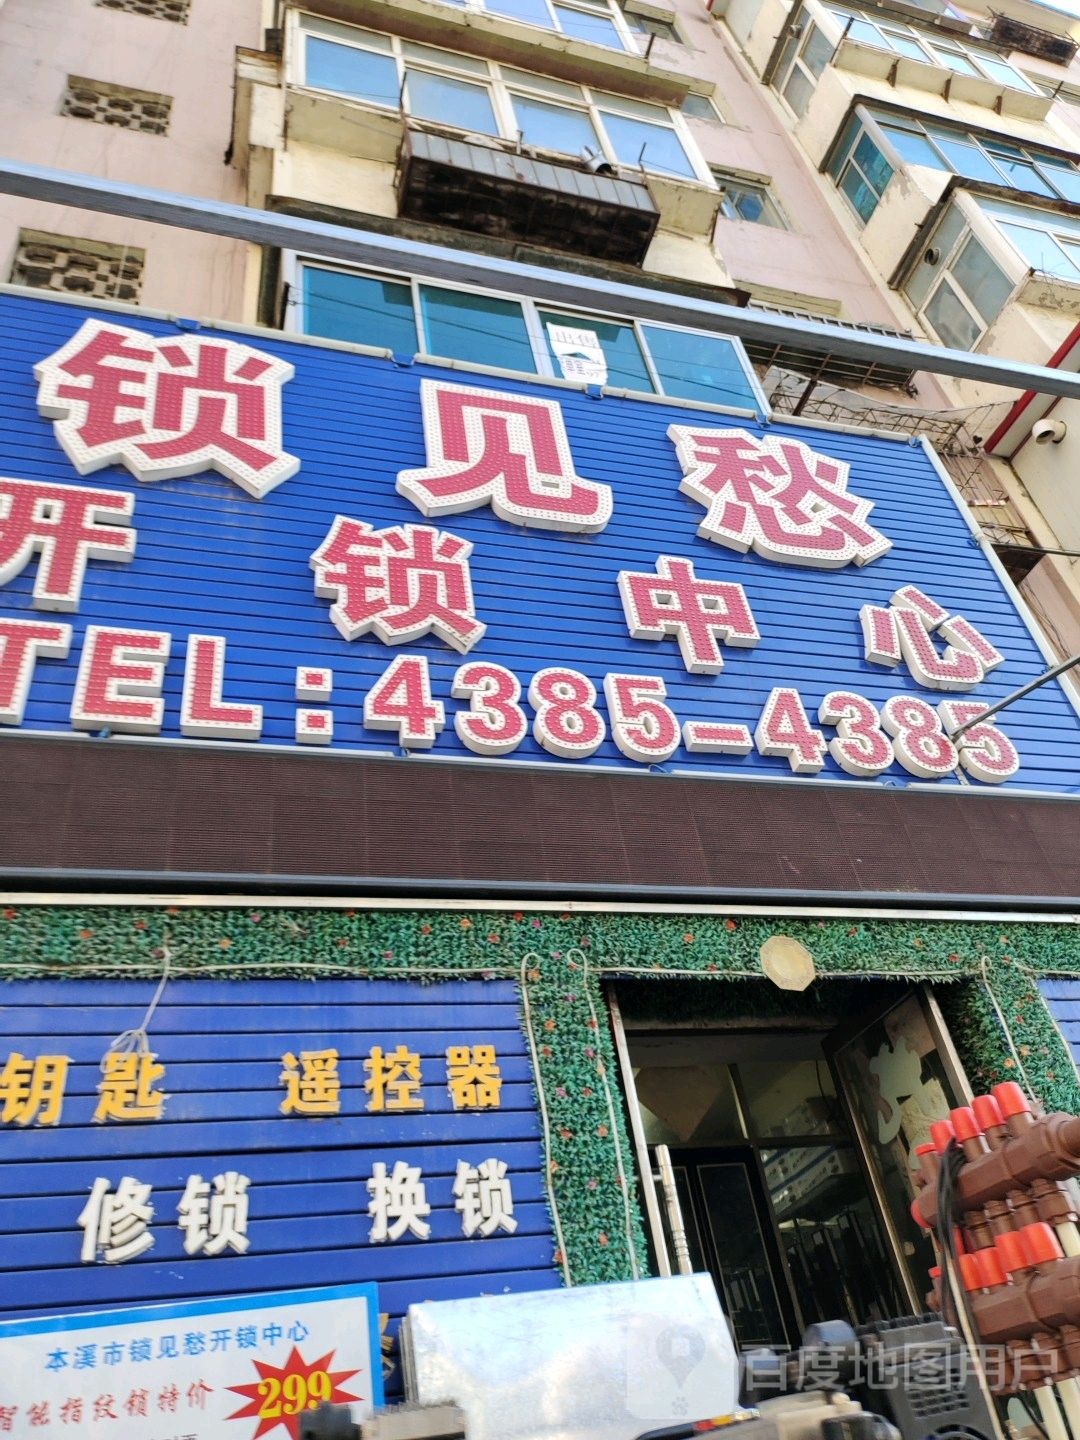 出售
锁见愁
开锁中心
TEL:4385-4385
钥匙 遥控器
修锁 换锁
本溪市锁见愁开锁中心
智能指纹锁特价 299
百度地图用户